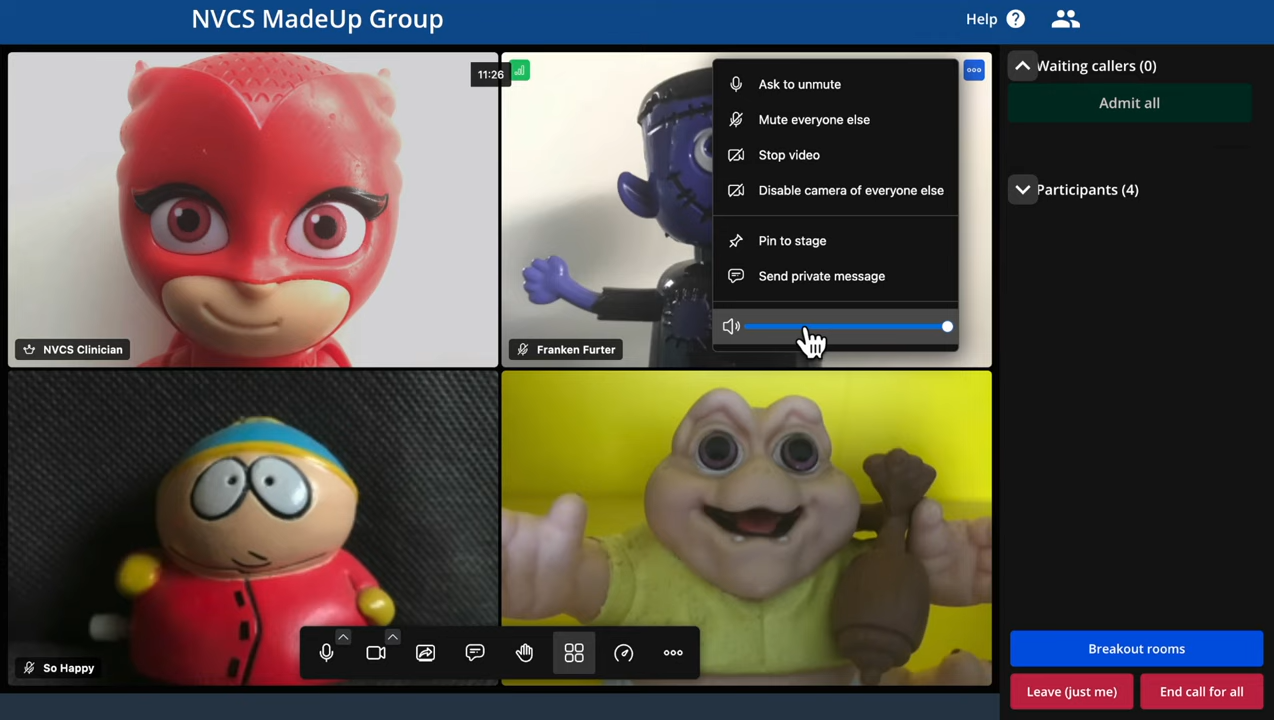 NVCS MadeUp Group
Help
11:26
Ask to unmute
Mute everyone else
Stop video
Disable camera of everyone else
Pin to stage
Send private message
NVCS Clinician
Franken Furter
So Happy
Waiting callers (0)
Admit all
Participants (4)
Breakout rooms
Leave (just me)
End call for all